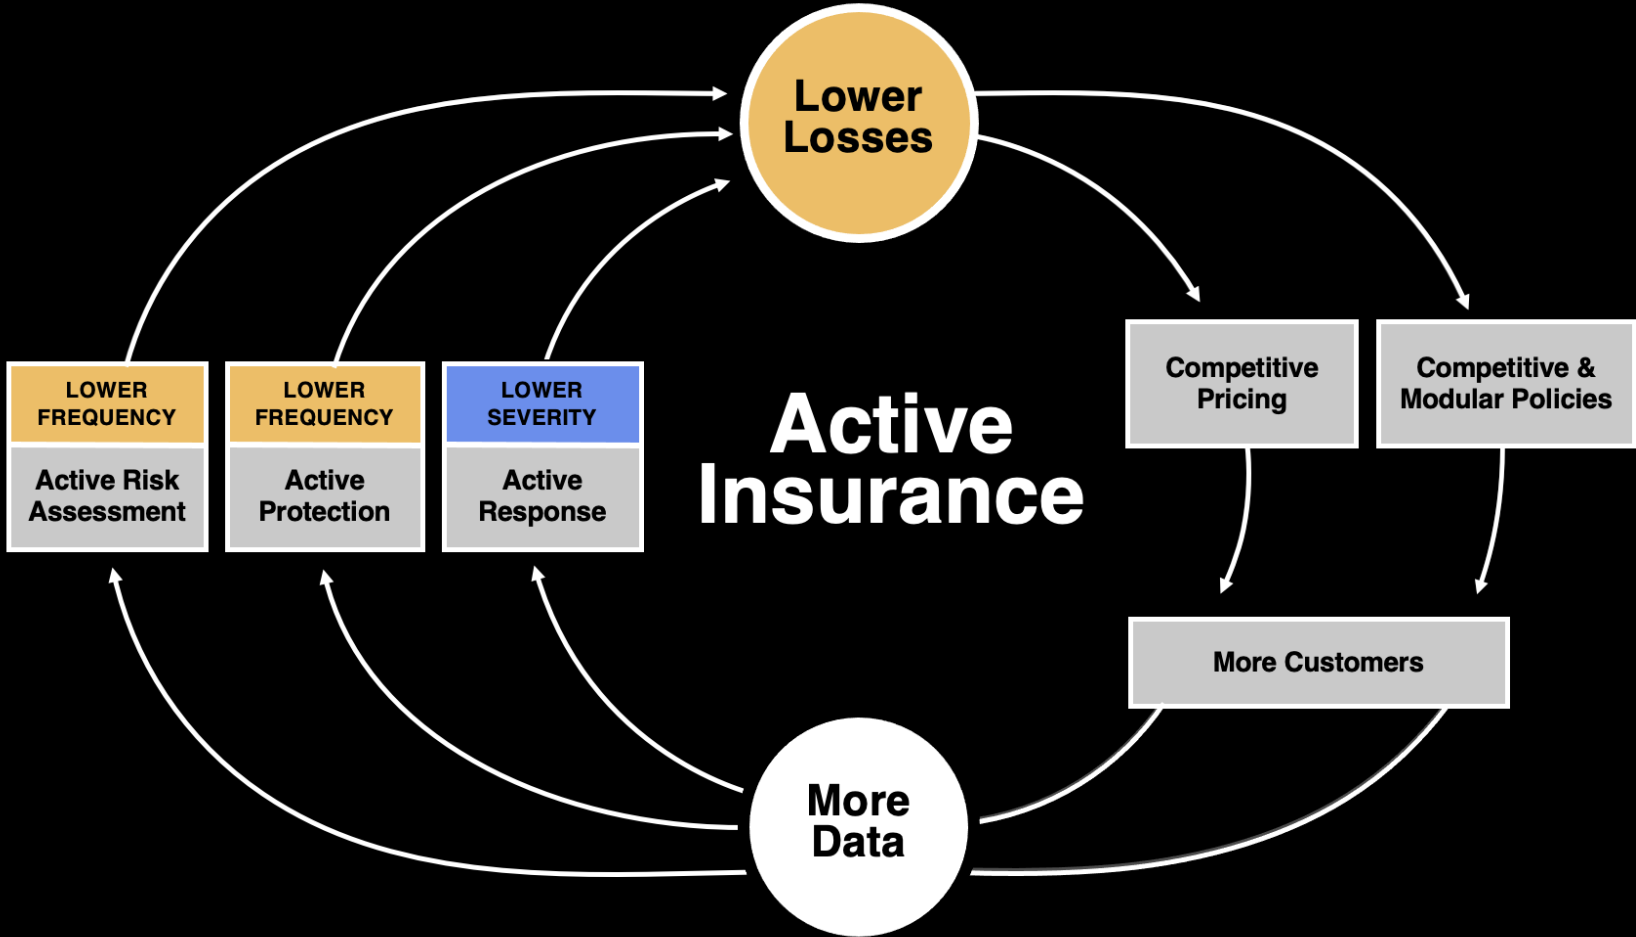 Lower
Losses
LOWER
FREQUENCY
Active Risk
Assessment
LOWER
FREQUENCY
Active
Protection
LOWER
SEVERITY
Active
Response
Active
Insurance
Competitive
Pricing
Competitive &
Modular Policies
More Customers
More
Data